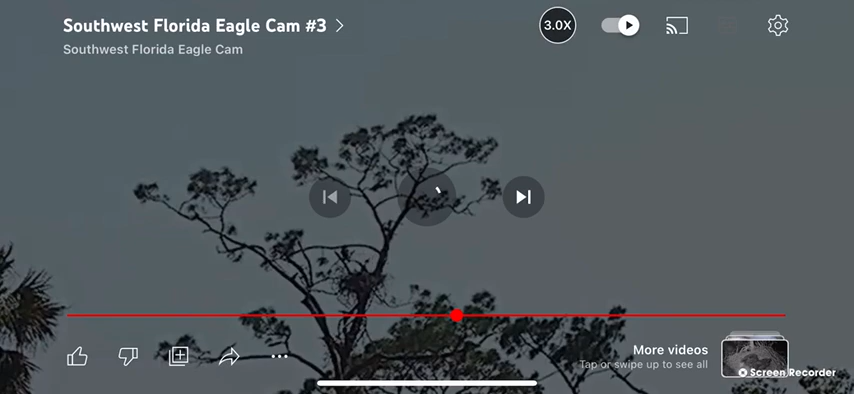 Southwest Florida Eagle Cam #3
3.0X
Southwest Florida Eagle Cam
More videos
Tap or swipe up to see all
Screen Recorder